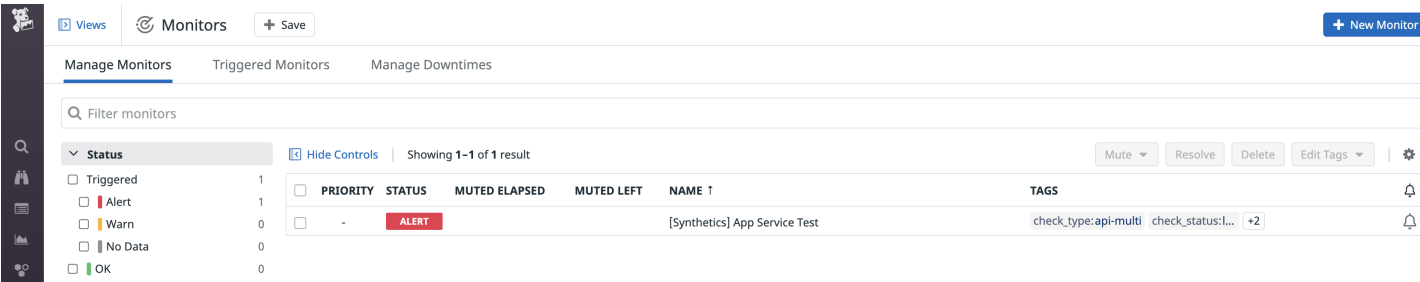 Views Monitors + Save + New Monitor
Manage Monitors Triggered Monitors Manage Downtimes
Filter monitors
Status Hide Controls Showing 1–1 of 1 result Mute Resolve Delete Edit Tags
Triggered 1
PRIORITY STATUS MUTED ELAPSED MUTED LEFT NAME ↑ TAGS
Alert 1
Warn 0 - ALERT [Synthetics] App Service Test check_type:api-multi check_status:l... +2
No Data 0
OK 0